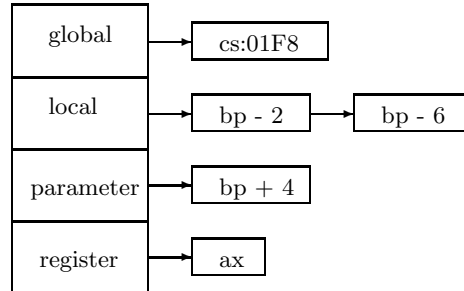 global
cs:01F8
local
bp - 2
bp - 6
parameter
bp + 4
register
ax